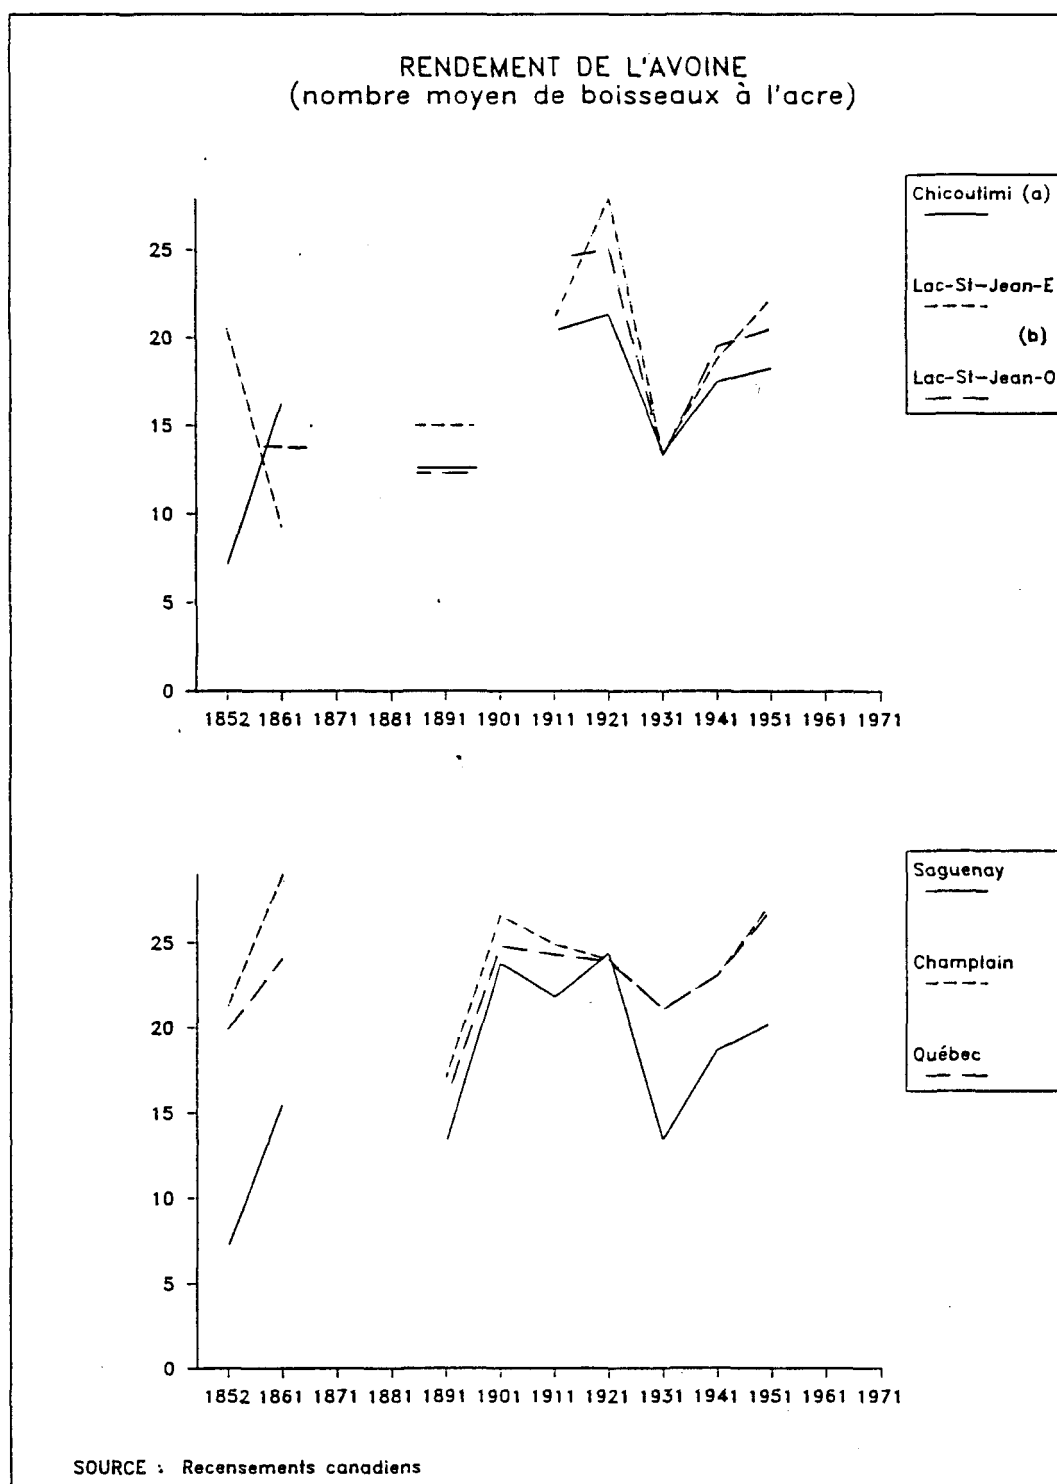 RENDEMENT DE L'AVOINE
(nombre moyen de boisseaux à l'acre)
25
20
15
10
5
0
1852 1861 1871 1881 1891 1901 1911 1921 1931 1941 1951 1961 1971
Chicoutimi (a)
Lac-St-Jean-E
(b)
Lac-St-Jean-O
25
20
15
10
5
0
1852 1861 1871 1881 1891 1901 1911 1921 1931 1941 1951 1961 1971
Saguenay
Champlain
Québec
SOURCE : Recensements canadiens